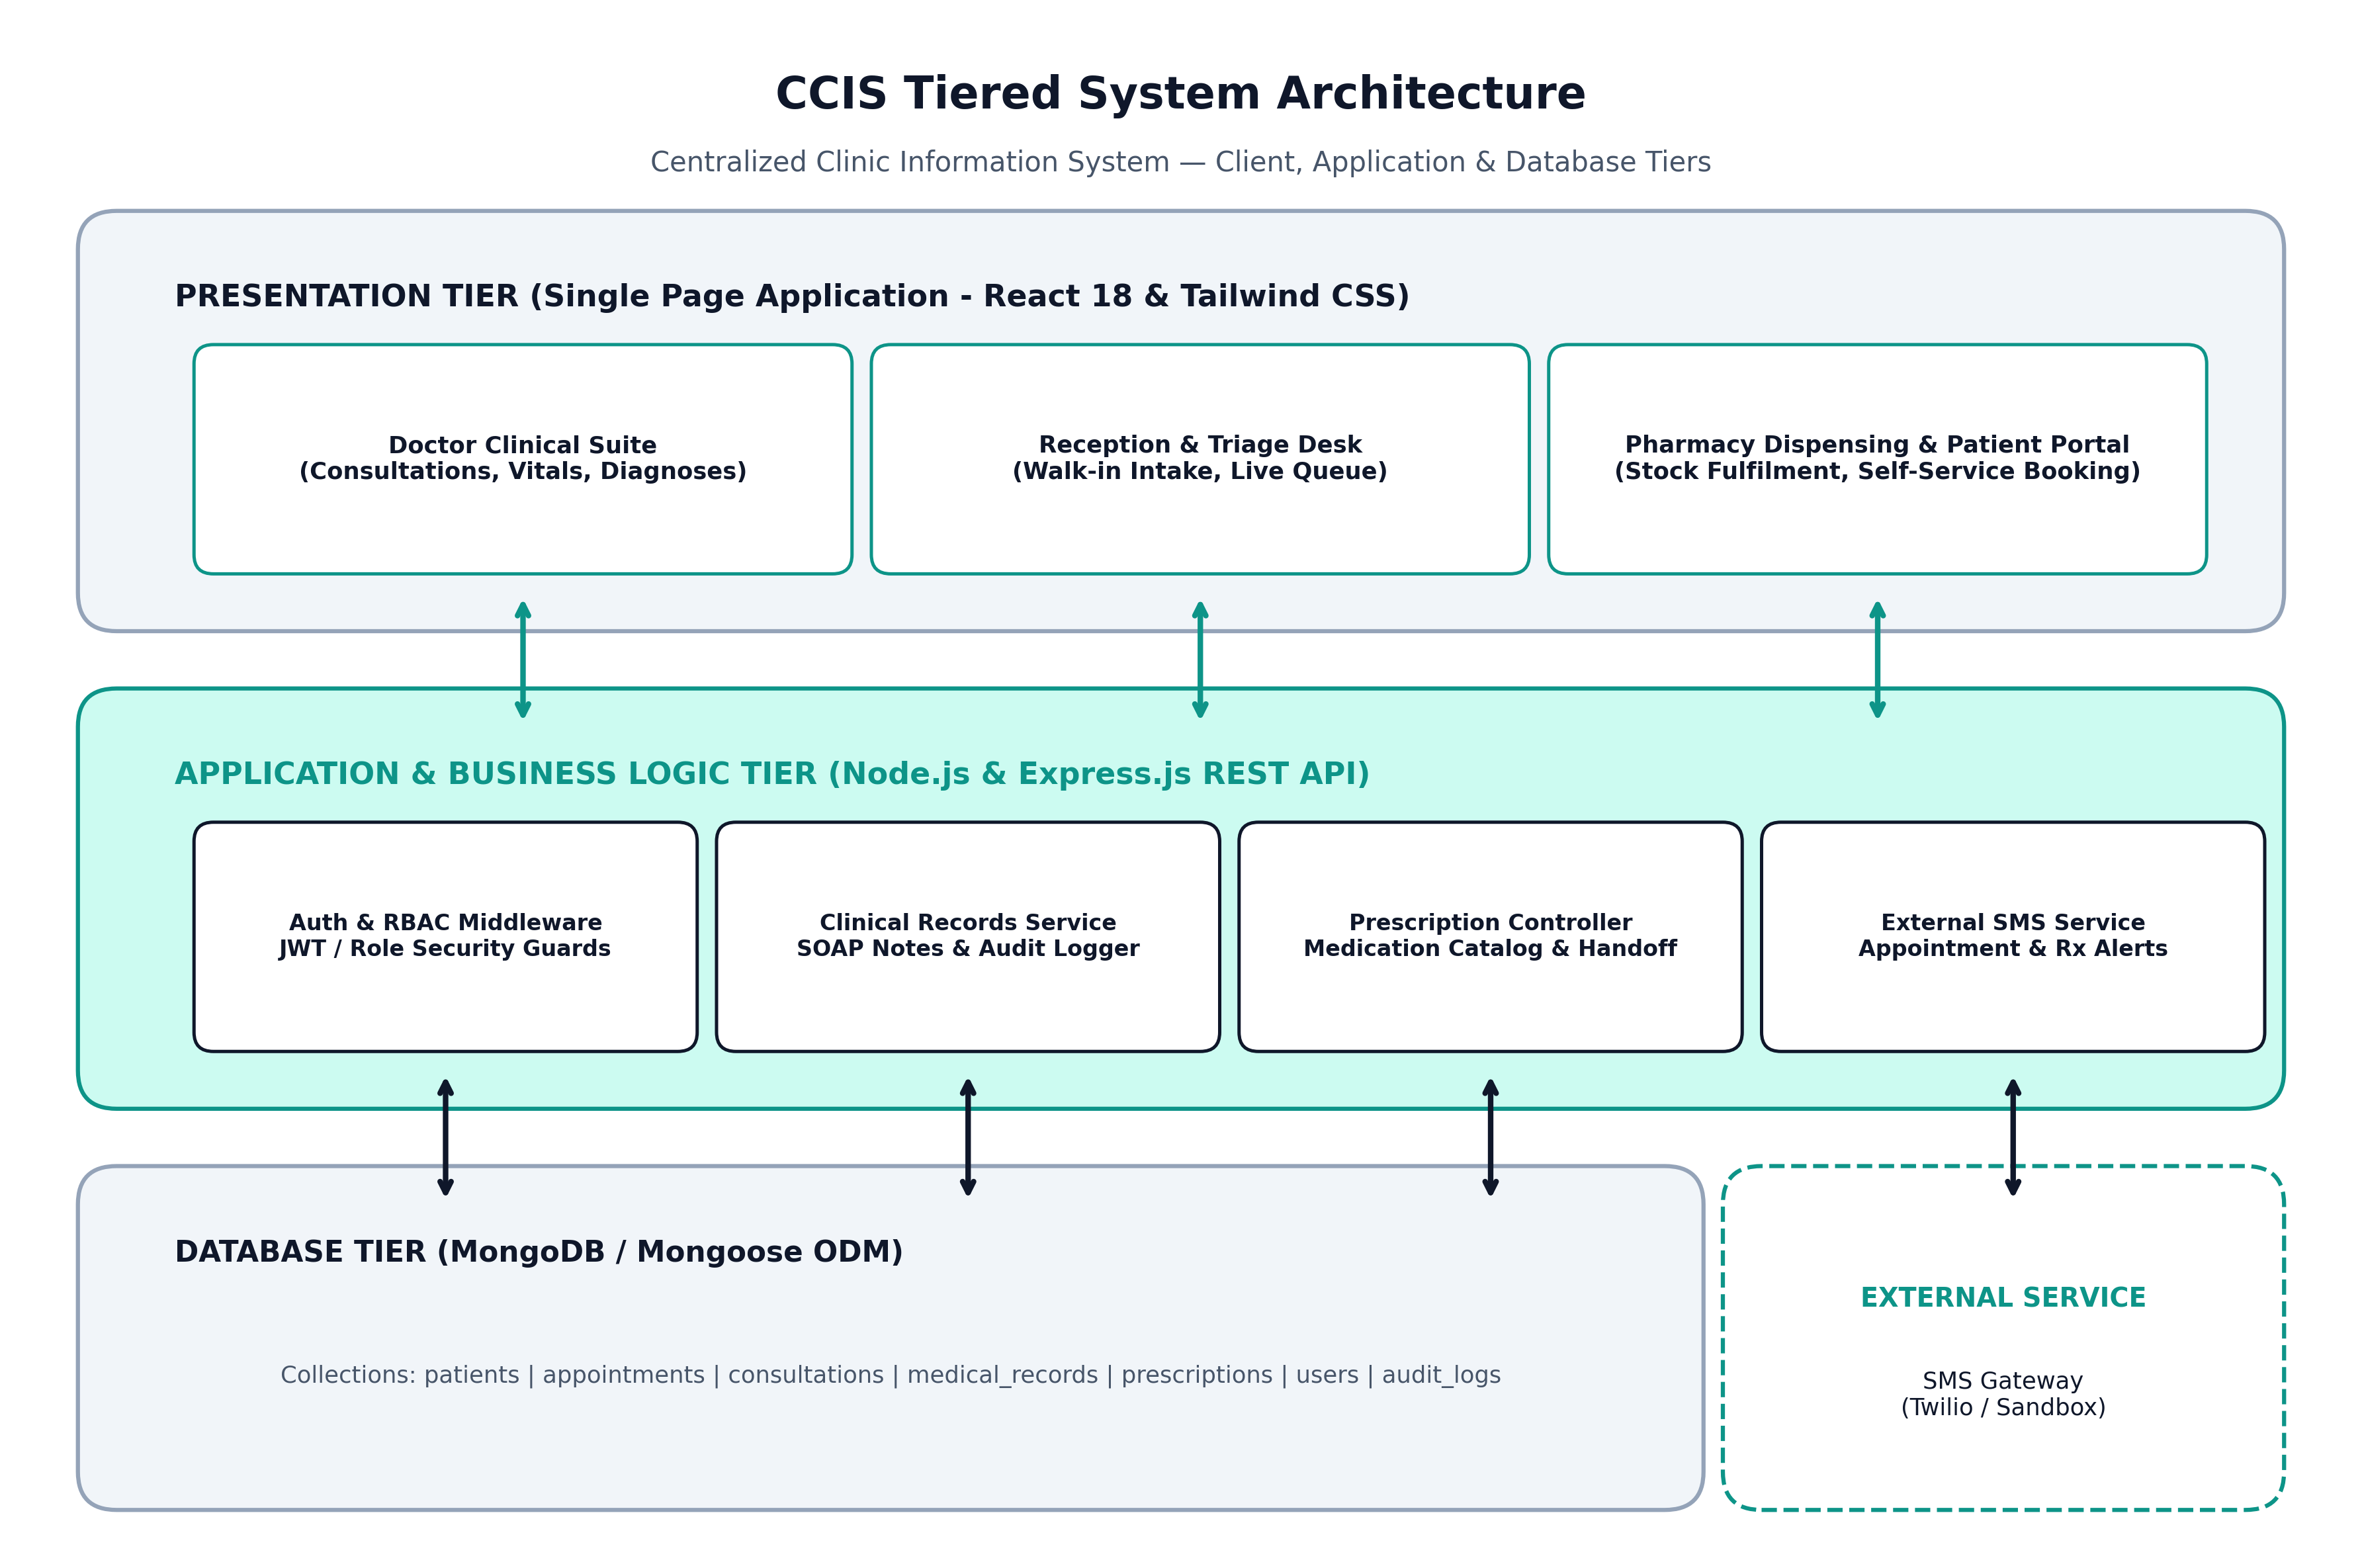 CCIS Tiered System Architecture
Centralized Clinic Information System — Client, Application & Database Tiers
PRESENTATION TIER (Single Page Application - React 18 & Tailwind CSS)
Doctor Clinical Suite
(Consultations, Vitals, Diagnoses)
Reception & Triage Desk
(Walk-in Intake, Live Queue)
Pharmacy Dispensing & Patient Portal
(Stock Fulfilment, Self-Service Booking)
APPLICATION & BUSINESS LOGIC TIER (Node.js & Express.js REST API)
Auth & RBAC Middleware
JWT / Role Security Guards
Clinical Records Service
SOAP Notes & Audit Logger
Prescription Controller
Medication Catalog & Handoff
External SMS Service
Appointment & Rx Alerts
DATABASE TIER (MongoDB / Mongoose ODM)
Collections: patients | appointments | consultations | medical_records | prescriptions | users | audit_logs
EXTERNAL SERVICE
SMS Gateway
(Twilio / Sandbox)